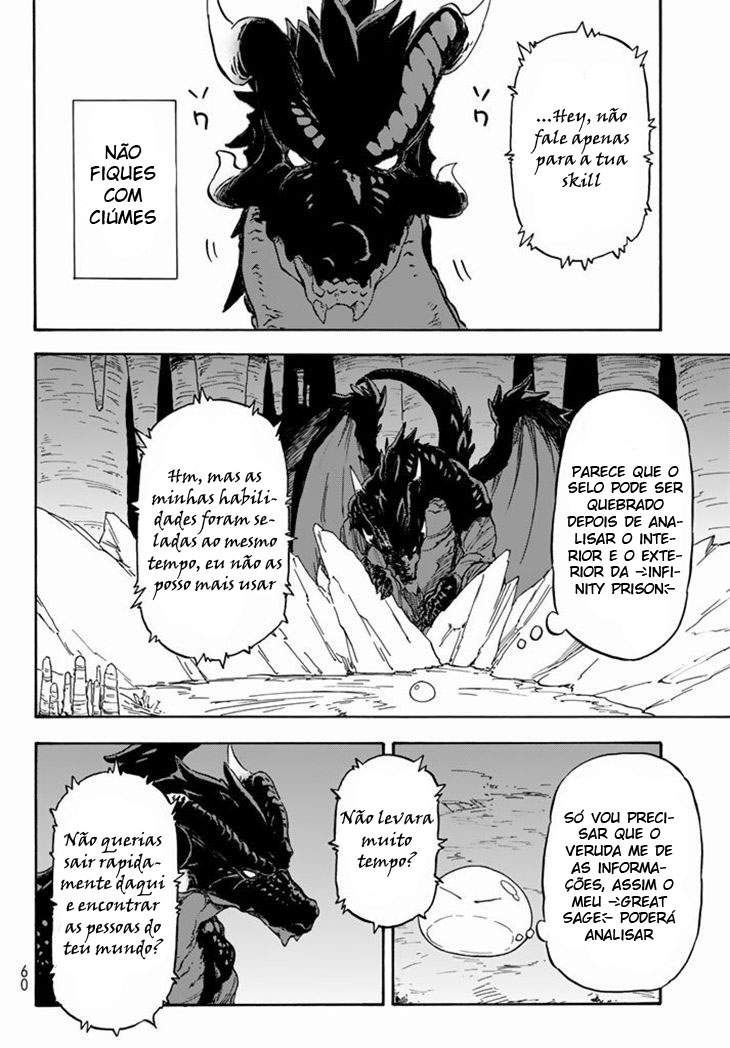 ...Hey, não
fale apenas
para a tua
skill
NÃO
FIQUES
COM
CIÚMES
ワ
ワ
PARECE QUE O
SELO PODE SER
QUEBRADO
DEPOIS DE ANA-
LISAR O INTE-
RIOR E O EXTE-
RIOR DA -INFI-
NITY PRISON-
Hm, mas as
minhas habili-
dades foram se-
ladas ao mesmo
tempo, eu não as
posso mais usar
SÓ VOU PRECI-
SAR QUE O
VERUDA ME DE
AS INFORMA-
ÇÕES, ASSIM O
MEU -GREAT
SAGE- PODERÁ
ANALISAR
Não levara
muito
tempo?
Não querias
sair rapida-
mente daqui
e encontrar
as pessoas do
teu mundo?
60